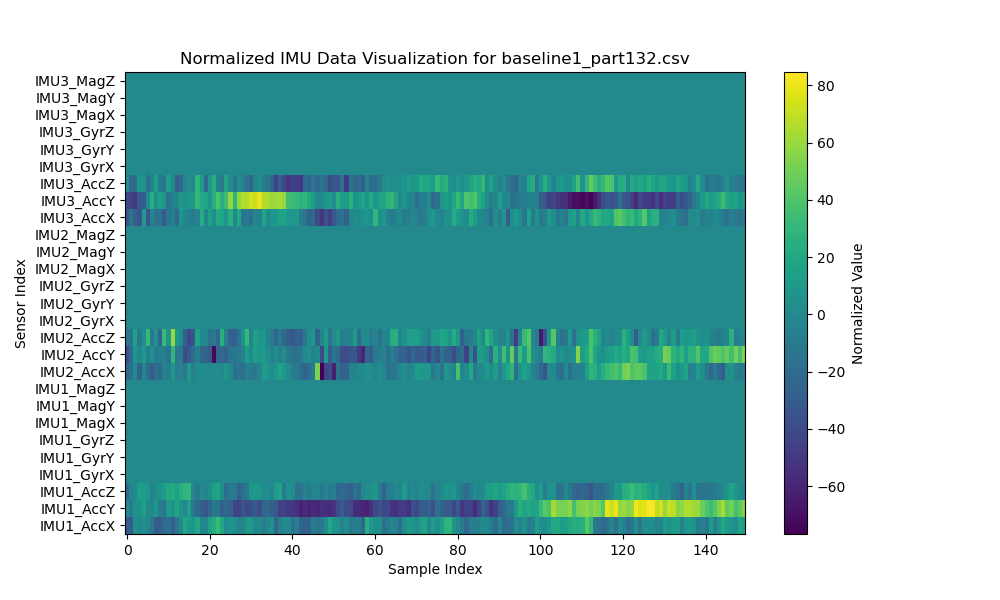 Normalized IMU Data Visualization for baseline1_part132.csv
IMU3_MagZ
IMU3_MagY
IMU3_MagX
IMU3_GyrZ
IMU3_GyrY
IMU3_GyrX
IMU3_AccZ
IMU3_AccY
IMU3_AccX
IMU2_MagZ
IMU2_MagY
IMU2_MagX
IMU2_GyrZ
IMU2_GyrY
IMU2_GyrX
IMU2_AccZ
IMU2_AccY
IMU2_AccX
IMU1_MagZ
IMU1_MagY
IMU1_MagX
IMU1_GyrZ
IMU1_GyrY
IMU1_GyrX
IMU1_AccZ
IMU1_AccY
IMU1_AccX
Sensor Index
0 20 40 60 80 100 120 140
Sample Index
80
60
40
20
0
−20
−40
−60
Normalized Value